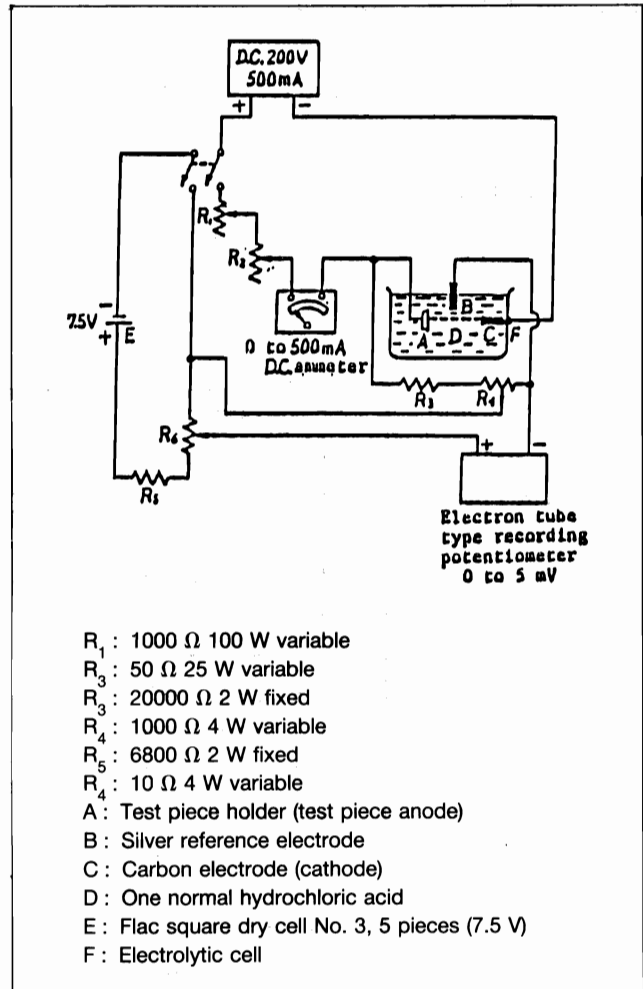 D.C. 200V
500mA
+ −
R₁
R₂
−
7.5V
+ E
B
A D C F
0 to 500mA
D.C. anuneter
R₃ R₄
R₆
+ −
R₅
Electron tube
type recording
potentiometer
0 to 5 mV
R₁ : 1000 Ω 100 W variable
R₃ : 50 Ω 25 W variable
R₃ : 20000 Ω 2 W fixed
R₄ : 1000 Ω 4 W variable
R₅ : 6800 Ω 2 W fixed
R₄ : 10 Ω 4 W variable
A : Test piece holder (test piece anode)
B : Silver reference electrode
C : Carbon electrode (cathode)
D : One normal hydrochloric acid
E : Flac square dry cell No. 3, 5 pieces (7.5 V)
F : Electrolytic cell